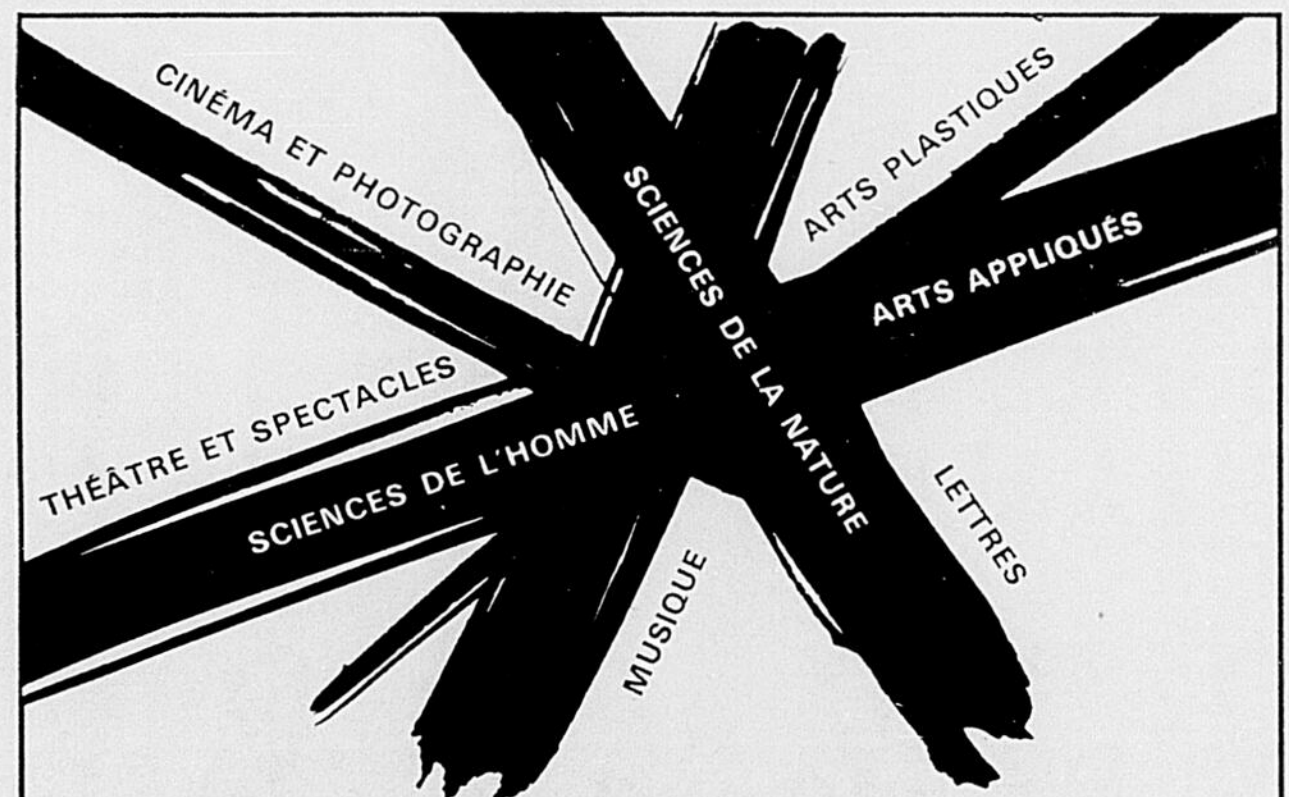 CINÉMA ET PHOTOGRAPHIE
ARTS PLASTIQUES
SCIENCES DE LA NATURE
ARTS APPLIQUÉS
THÉÂTRE ET SPECTACLES
SCIENCES DE L'HOMME
LETTRES
MUSIQUE